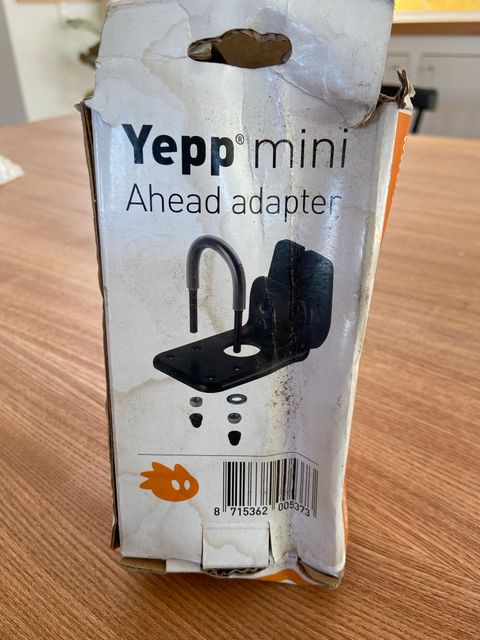 Yepp® mini
Ahead adapter
8 715362 005373